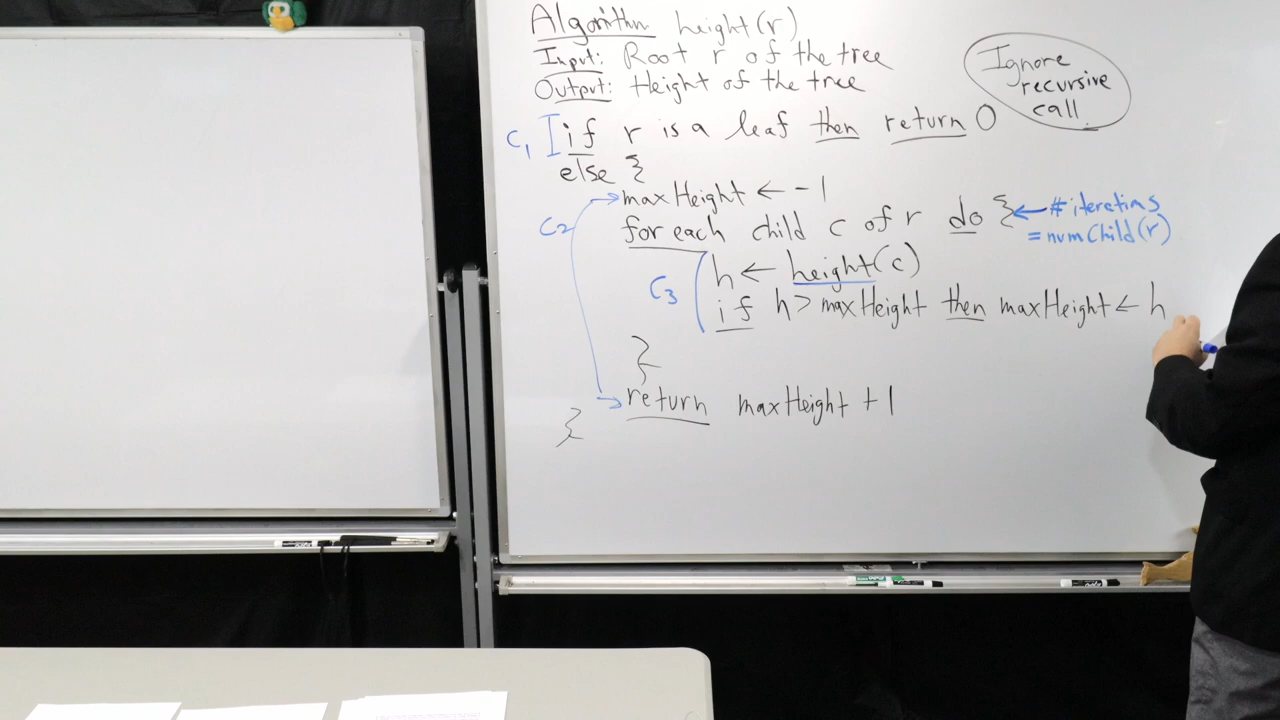 Algorithm height(r)
Input: Root r of the tree
Output: Height of the tree
Ignore
recursive
call
C1 if r is a leaf then return 0
else {
C2 maxHeight ← -1
for each child c of r do { ← # iterations
= numChild(r)
C3 h ← height(c)
if h > maxHeight then maxHeight ← h
}
return maxHeight + 1
}